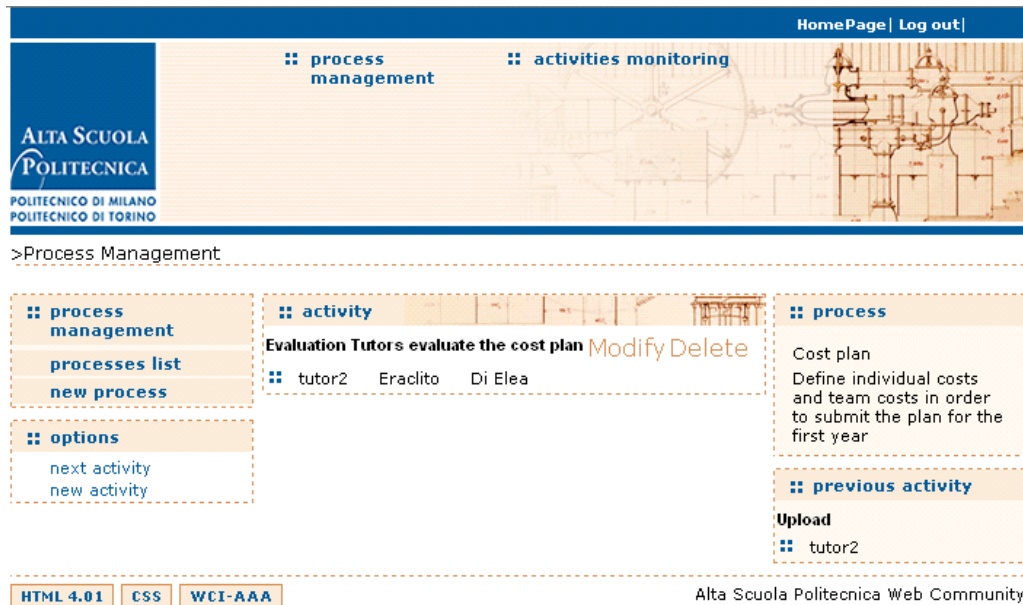 HomePage| Log out|
process management
activities monitoring
ALTA SCUOLA
POLITECNICA
POLITECNICO DI MILANO
POLITECNICO DI TORINO
>Process Management
process management
processes list
new process
options
next activity
new activity
activity
Evaluation Tutors evaluate the cost plan Modify Delete
tutor2 Eraclito Di Elea
process
Cost plan
Define individual costs
and team costs in order
to submit the plan for the
first year
previous activity
Upload
tutor2
HTML 4.01 CSS WCI-AAA
Alta Scuola Politecnica Web Community